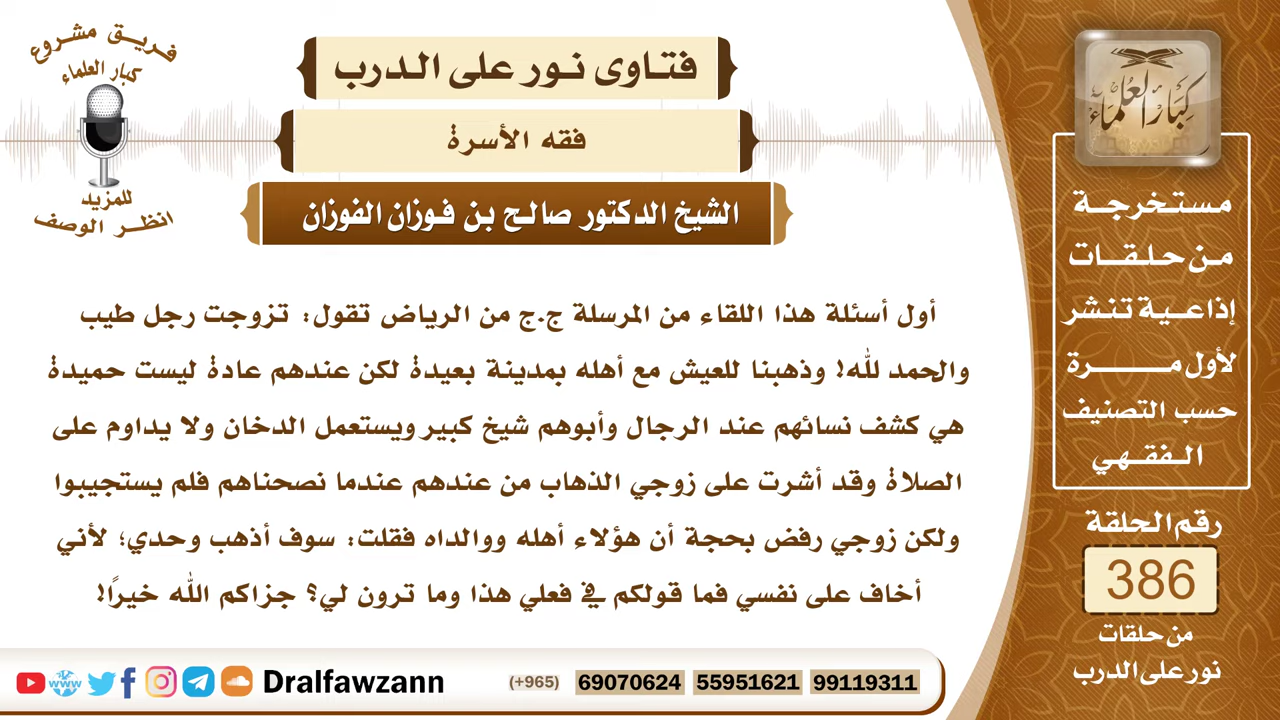 فريق مشروع
كبار العلماء
للمزيد
انظر الوصف
فتاوى نور على الدرب
فقه الأسرة
الشيخ الدكتور صالح بن فوزان الفوزان
أول أسئلة هذا اللقاء من المرسلة ج.ج من الرياض تقول: تزوجت رجل طيب
والحمد لله! وذهبنا للعيش مع أهله بمدينة بعيدة لكن عندهم عادة ليست حميدة
هي كشف نسائهم عند الرجال وأبوهم شيخ كبير ويستعمل الدخان ولا يداوم على
الصلاة وقد أشرت على زوجي الذهاب من عندهم عندما نصحناهم فلم يستجيبوا
ولكن زوجي رفض بحجة أن هؤلاء أهله ووالداه فقلت: سوف أذهب وحدي؛ لأني
أخاف على نفسي فما قولكم في فعلي هذا وما ترون لي؟ جزاكم الله خيرًا!
كبار العلماء
مستخرجة
من حلقات
إذاعية تنشر
لأول مرة
حسب التصنيف
الفقهي
رقم الحلقة
386
من حلقات
نور على الدرب
www
Dralfawzann
(+965) 69070624 55951621 99119311